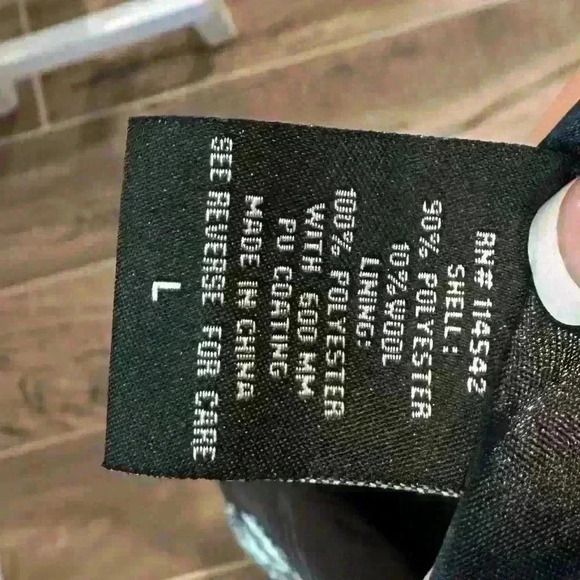 RN# 114542
SHELL:
90% POLYESTER
10% WOOL
LINING:
100% POLYESTER
WITH 600 MM
PU COATING
MADE IN CHINA
SEE REVERSE FOR CARE
L